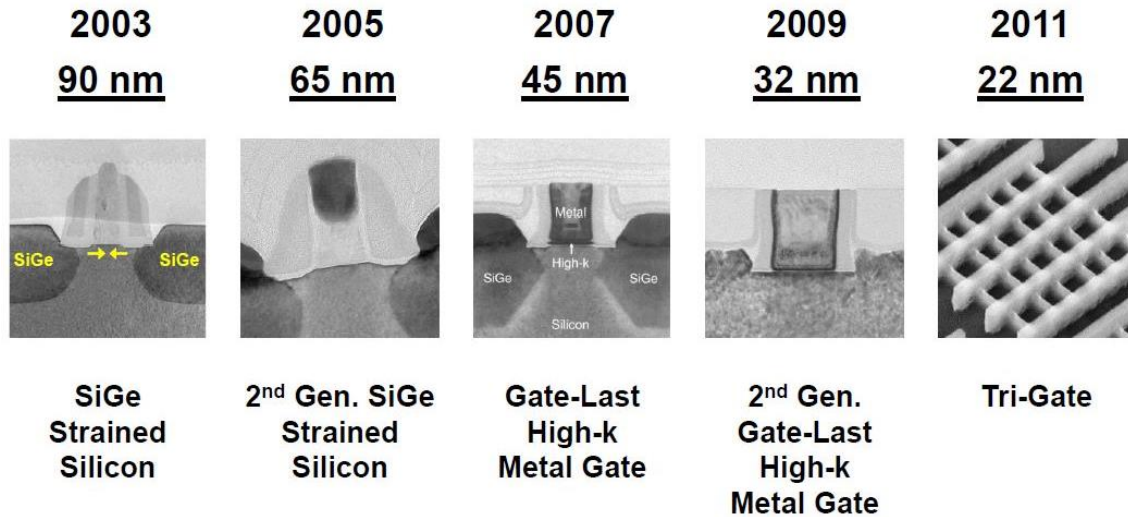 2003
90 nm
2005
65 nm
2007
45 nm
2009
32 nm
2011
22 nm
SiGe
SiGe
Metal
High-k
SiGe
SiGe
Silicon
SiGe
Strained
Silicon
2nd Gen. SiGe
Strained
Silicon
Gate-Last
High-k
Metal Gate
2nd Gen.
Gate-Last
High-k
Metal Gate
Tri-Gate